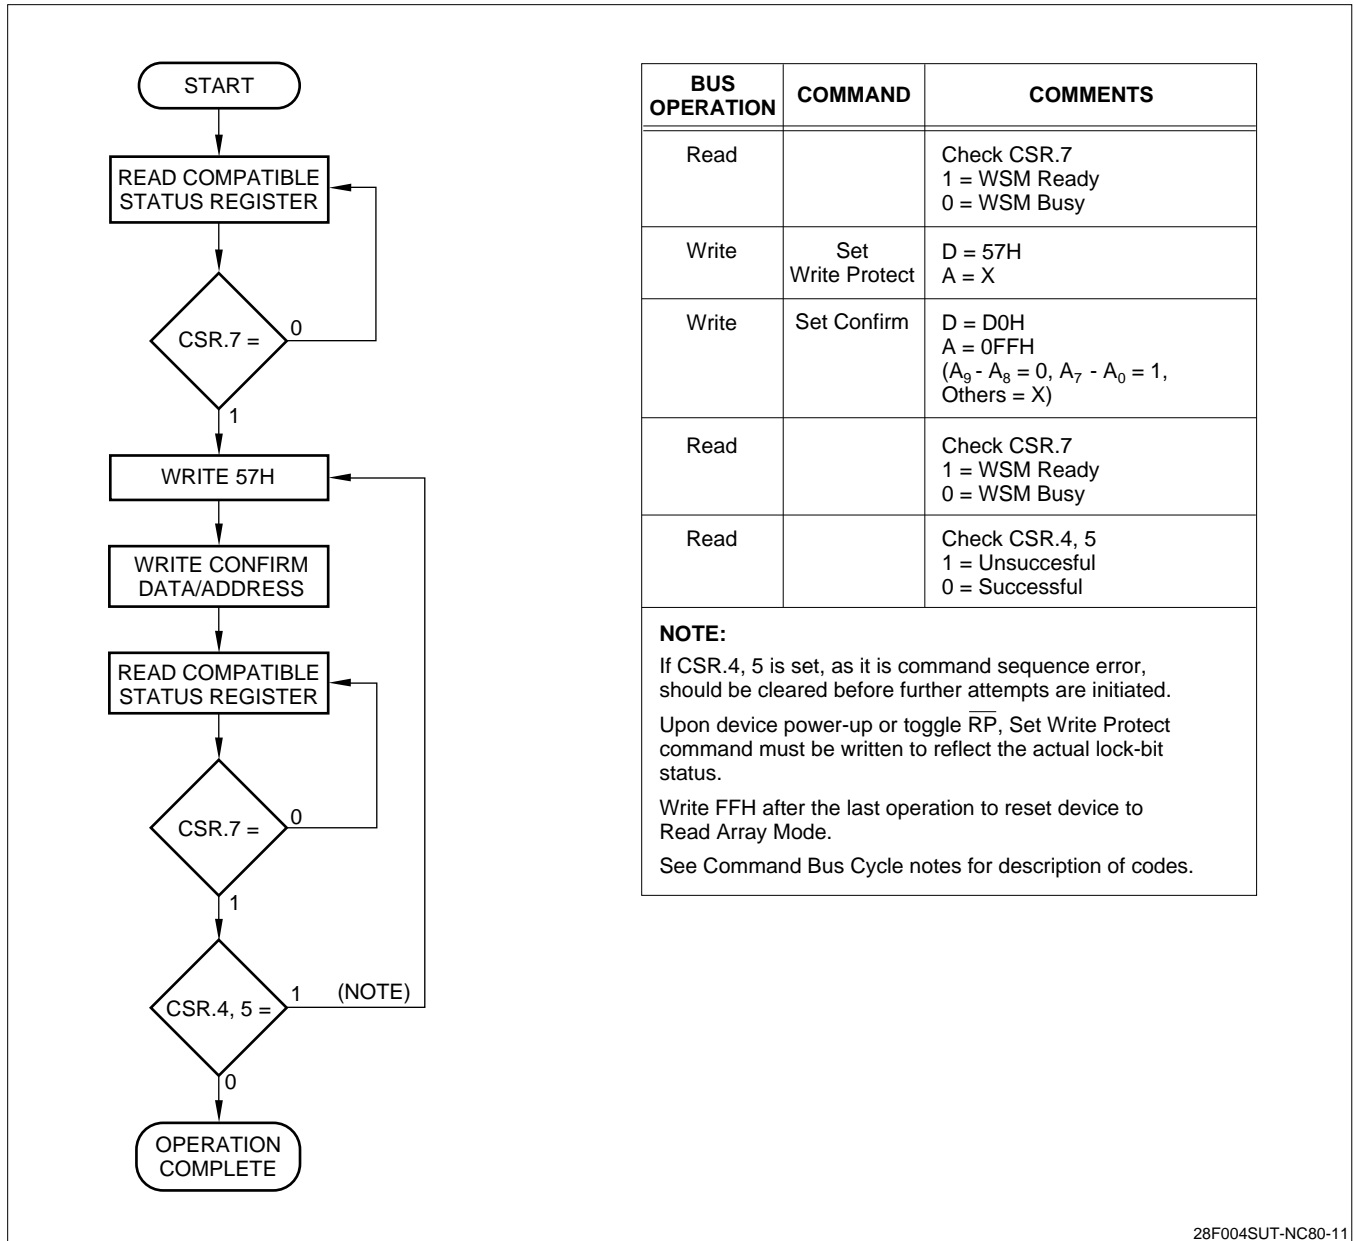 START
READ COMPATIBLE
STATUS REGISTER
CSR.7 =
0
1
WRITE 57H
WRITE CONFIRM
DATA/ADDRESS
READ COMPATIBLE
STATUS REGISTER
CSR.7 =
0
1
CSR.4, 5 =
1
(NOTE)
0
OPERATION
COMPLETE
BUS
OPERATION
COMMAND
COMMENTS
Read
Check CSR.7
1 = WSM Ready
0 = WSM Busy
Write
Set
Write Protect
D = 57H
A = X
Write
Set Confirm
D = D0H
A = 0FFH
(A9 - A8 = 0, A7 - A0 = 1,
Others = X)
Read
Check CSR.7
1 = WSM Ready
0 = WSM Busy
Read
Check CSR.4, 5
1 = Unsuccesful
0 = Successful
NOTE:
If CSR.4, 5 is set, as it is command sequence error,
should be cleared before further attempts are initiated.
Upon device power-up or toggle R̅P̅, Set Write Protect
command must be written to reflect the actual lock-bit
status.
Write FFH after the last operation to reset device to
Read Array Mode.
See Command Bus Cycle notes for description of codes.
28F004SUT-NC80-11